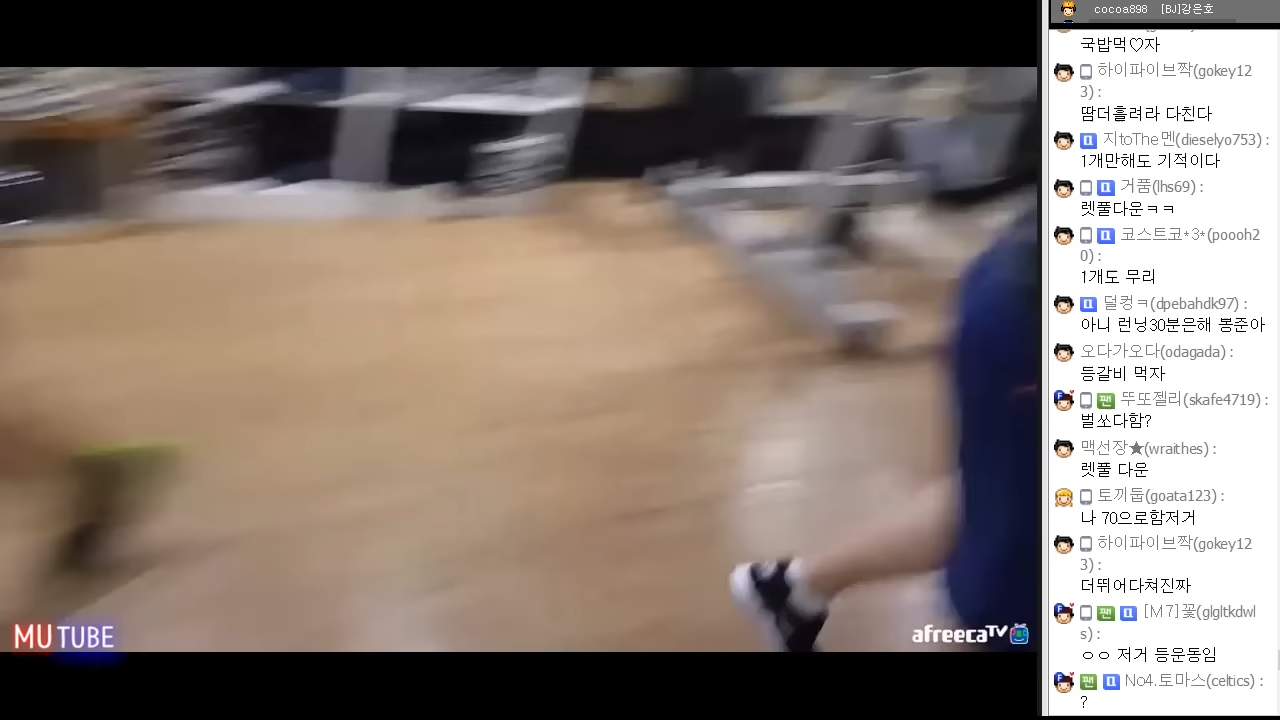 cocoa898 [BJ]강은호
국밥먹♡자
하이파이브짝(gokey12
3) :
땀더흘려라 다친다
지toThe멘(dieselyo753) :
1개만해도 기적이다
거품(lhs69) :
렛풀다운ㅋㅋ
코스트코*3*(poooh2
0) :
1개도 무리
덜컹ㅋ(dpebahdk97) :
아니 런닝30분은해 봉준아
오다가오다(odagada) :
등갈비 먹자
팬 뚜또젤리(skafe4719) :
벌쏘다함?
맥선장★(wraithes) :
렛풀 다운
토끼둡(goata123) :
나 70으로함저거
하이파이브짝(gokey12
3) :
더뛰어다쳐진짜
팬 [M7]꽃(glgltkdwl
s) :
ㅇㅇ 저거 등운동임
팬 No4.토마스(celtics) :
?
MUTUBE
afreecaTV